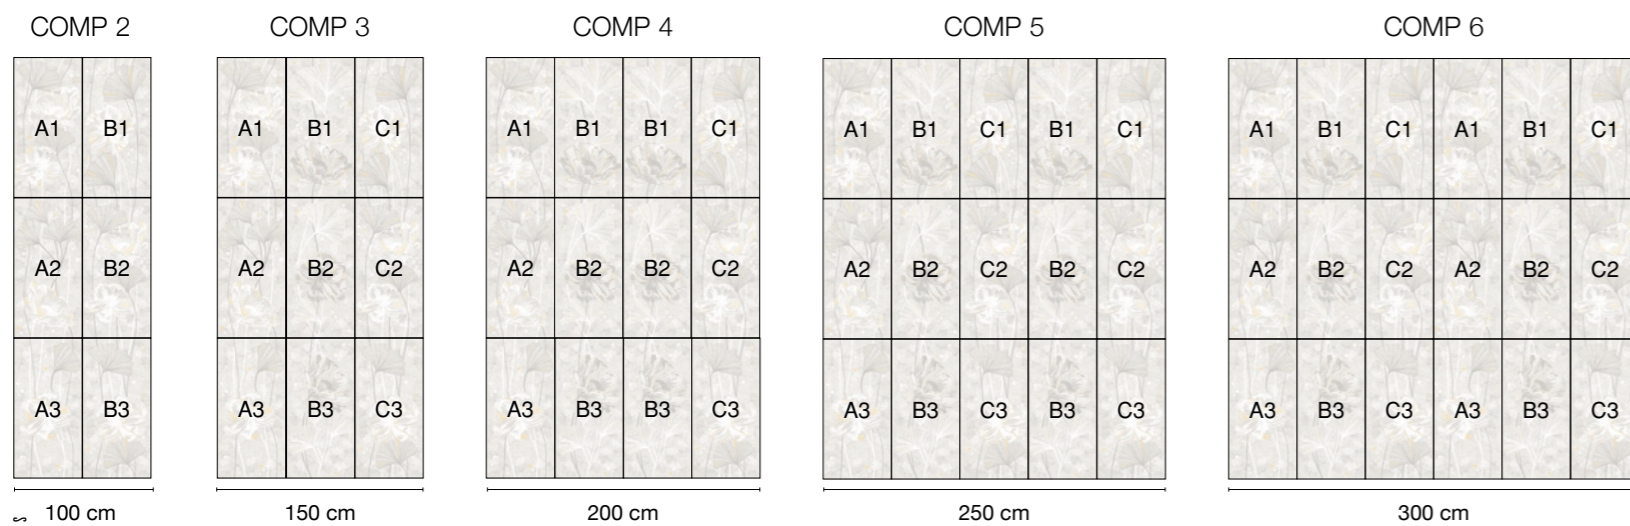 COMP 2
COMP 3
COMP 4
COMP 5
COMP 6
A1 B1
A1 B1 C1
A1 B1 B1 C1
A1 B1 C1 B1 C1
A1 B1 C1 A1 B1 C1
A2 B2
A2 B2 C2
A2 B2 B2 C2
A2 B2 C2 B2 C2
A2 B2 C2 A2 B2 C2
A3 B3
A3 B3 C3
A3 B3 B3 C3
A3 B3 C3 B3 C3
A3 B3 C3 A3 B3 C3
100 cm
150 cm
200 cm
250 cm
300 cm